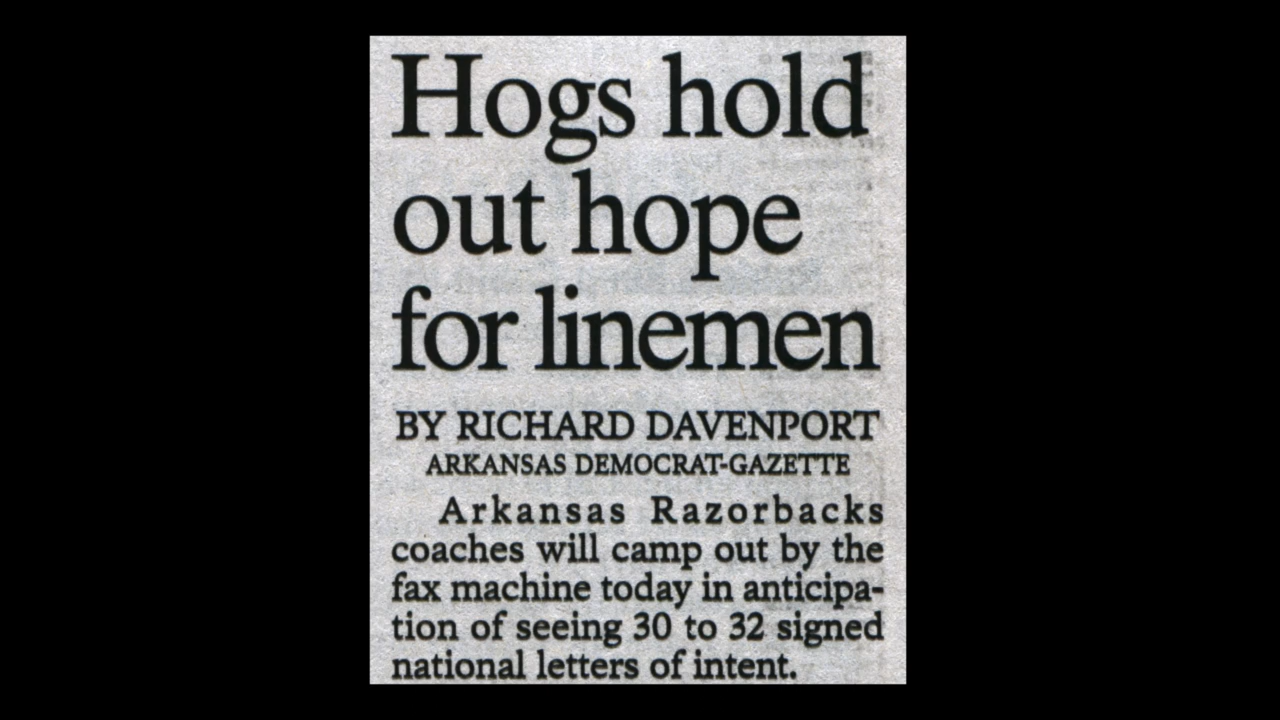 Hogs hold
out hope
for linemen
BY RICHARD DAVENPORT
ARKANSAS DEMOCRAT-GAZETTE
Arkansas Razorbacks
coaches will camp out by the
fax machine today in anticipa-
tion of seeing 30 to 32 signed
national letters of intent.